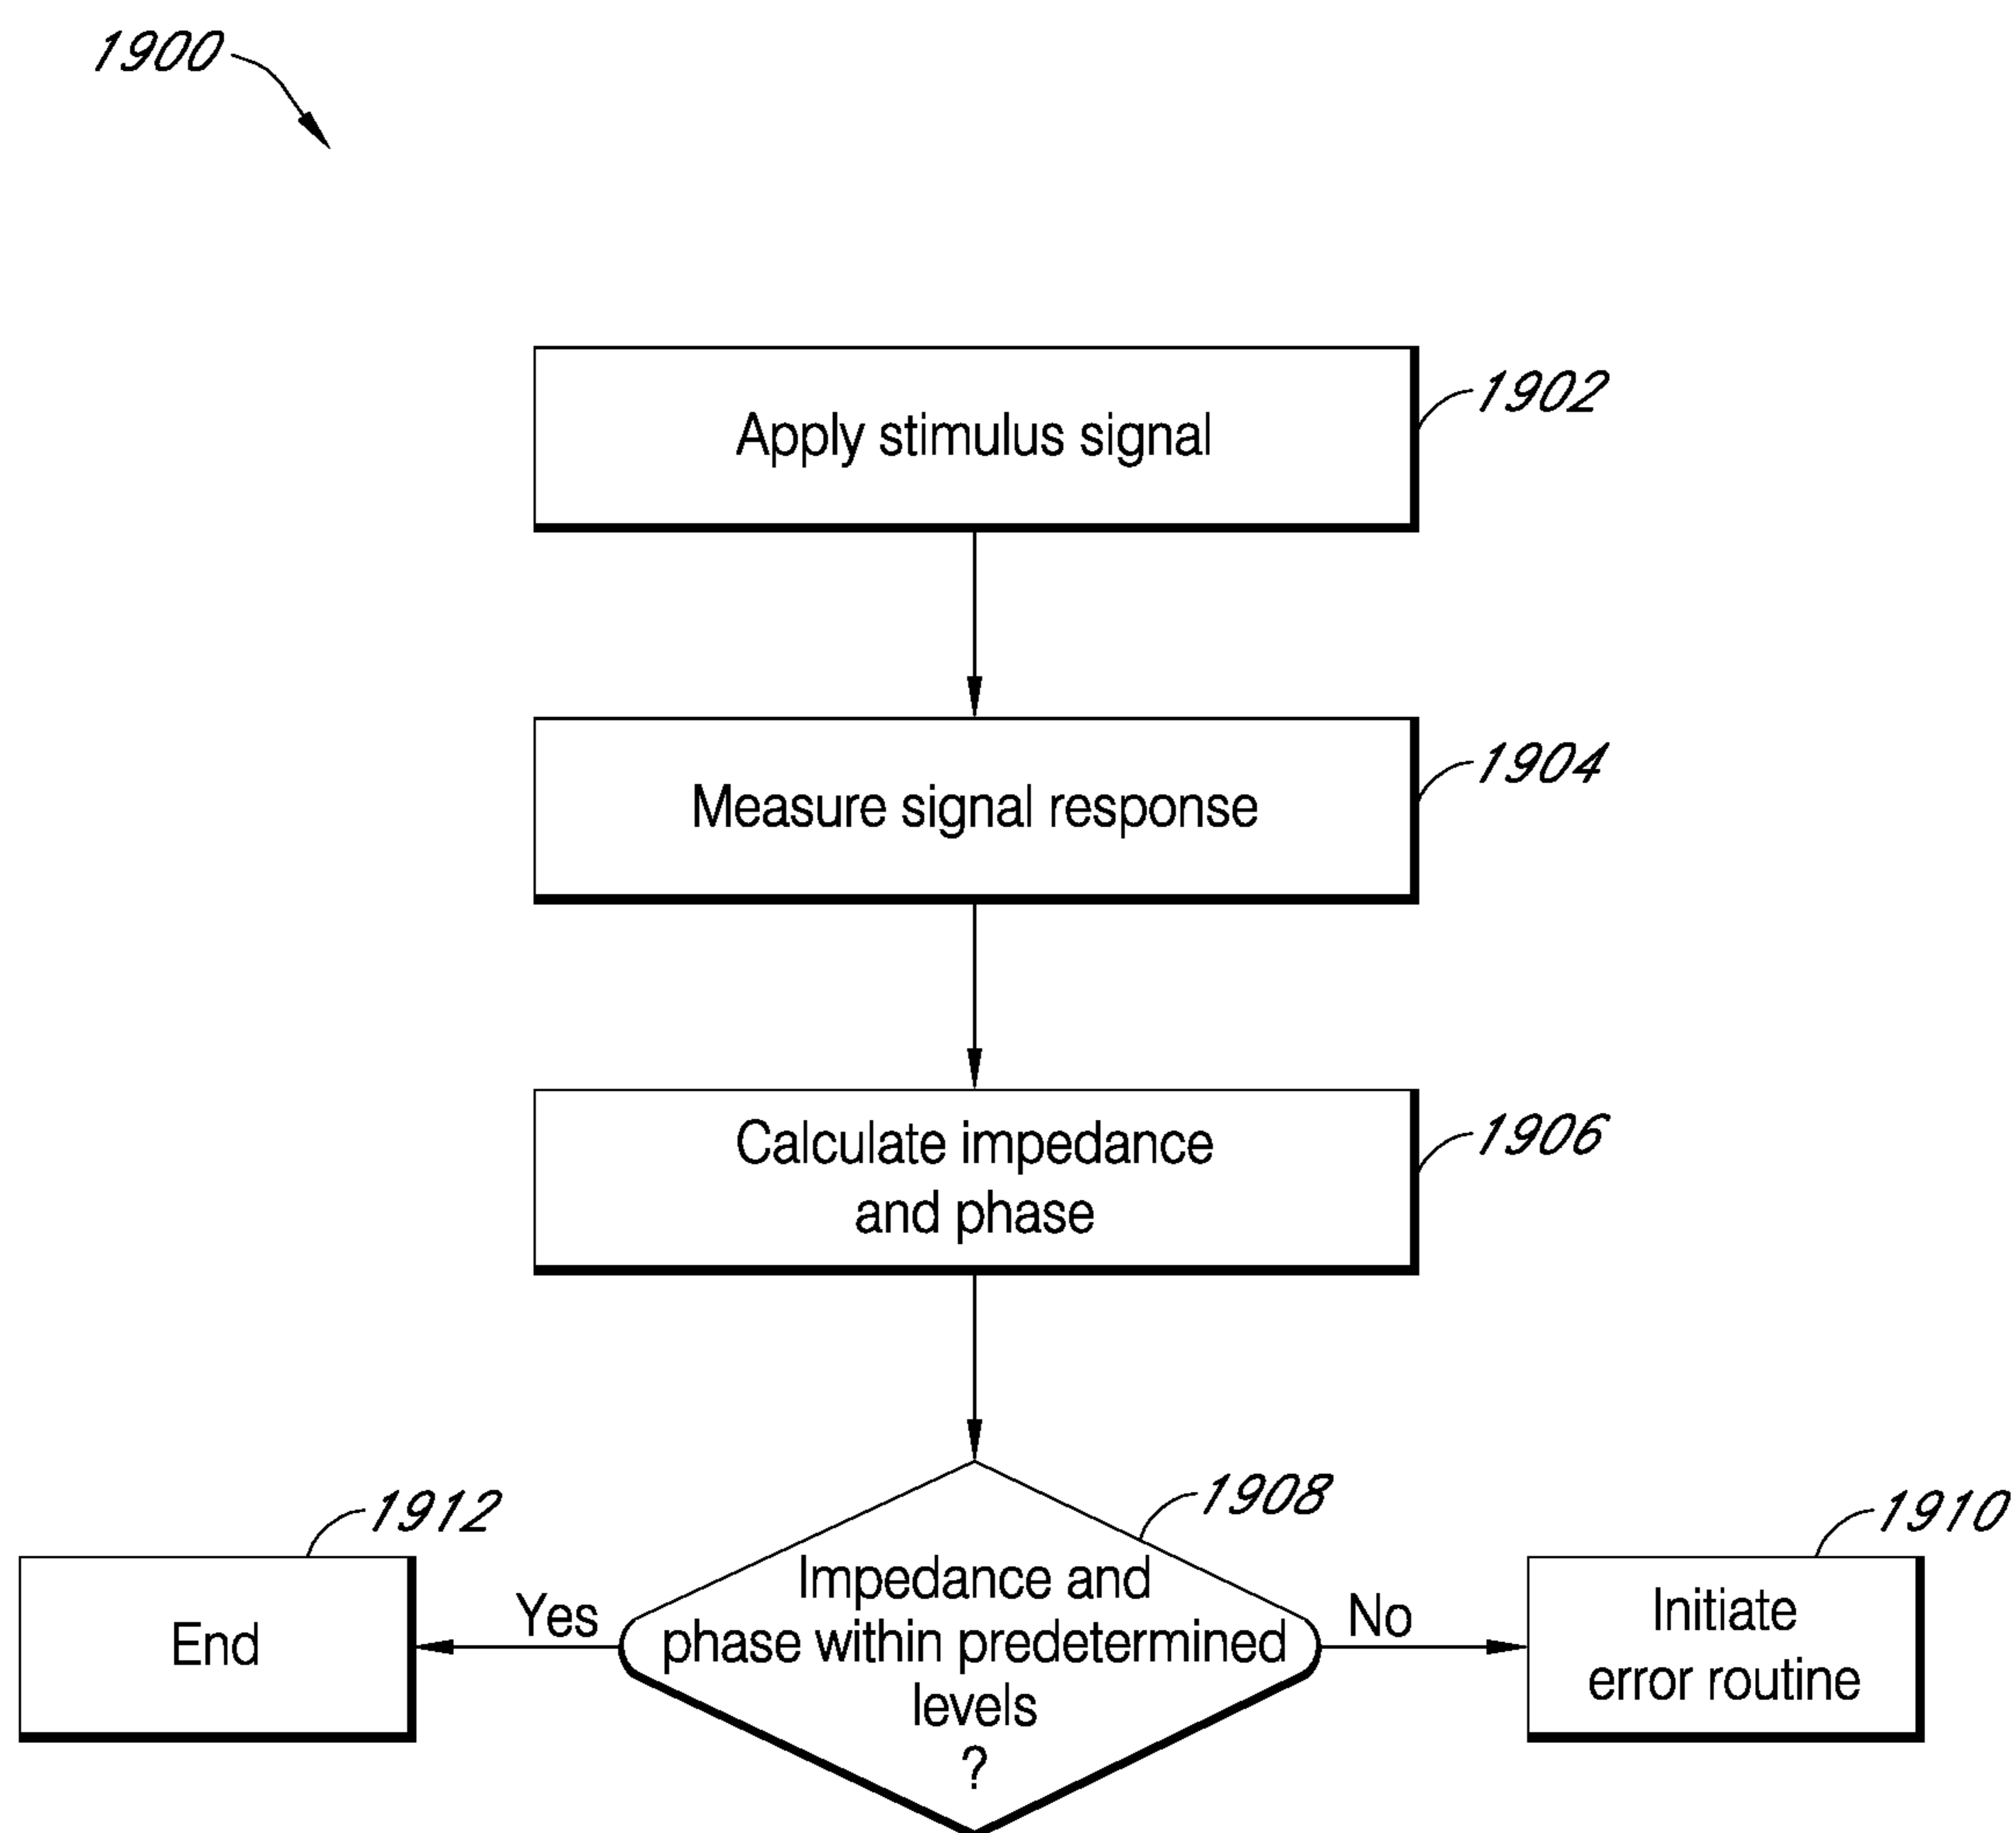 1900
Apply stimulus signal
1902
Measure signal response
1904
Calculate impedance
and phase
1906
1908
Impedance and
phase within predetermined
levels
?
Yes
1912
End
No
1910
Initiate
error routine